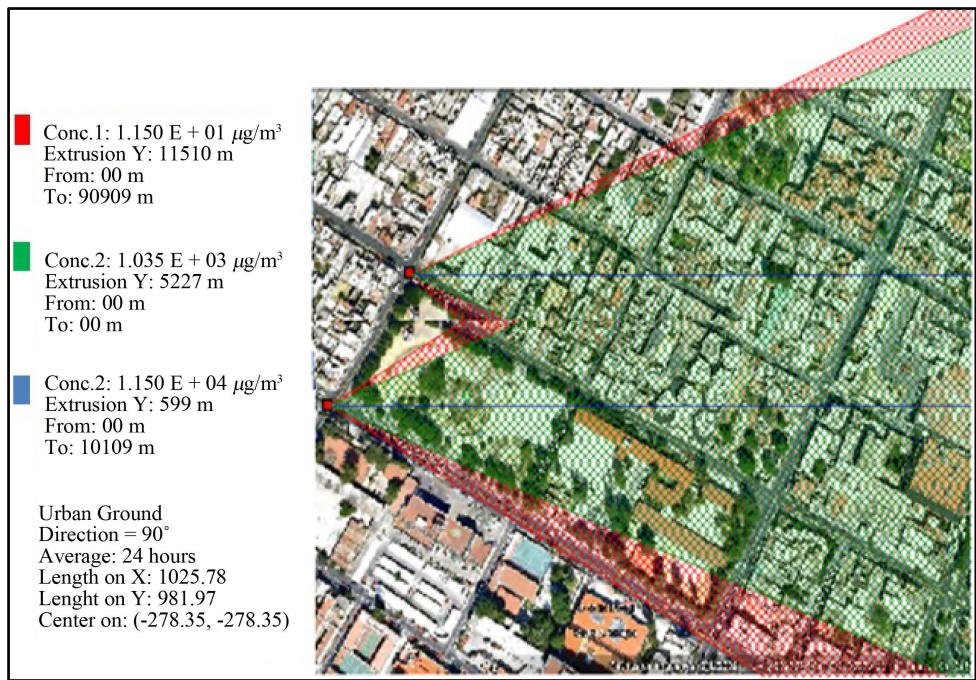 Conc.1: 1.150 E + 01 μg/m³
Extrusion Y: 11510 m
From: 00 m
To: 90909 m
Conc.2: 1.035 E + 03 μg/m³
Extrusion Y: 5227 m
From: 00 m
To: 00 m
Conc.2: 1.150 E + 04 μg/m³
Extrusion Y: 599 m
From: 00 m
To: 10109 m
Urban Ground
Direction = 90˚
Average: 24 hours
Length on X: 1025.78
Lenght on Y: 981.97
Center on: (-278.35, -278.35)